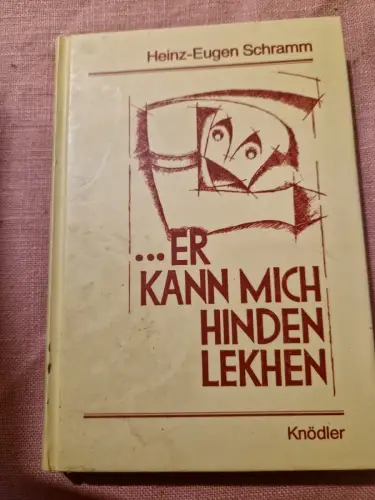 Heinz-Eugen Schramm
...ER
KANN MICH
HINDEN
LEKHEN
Knödler